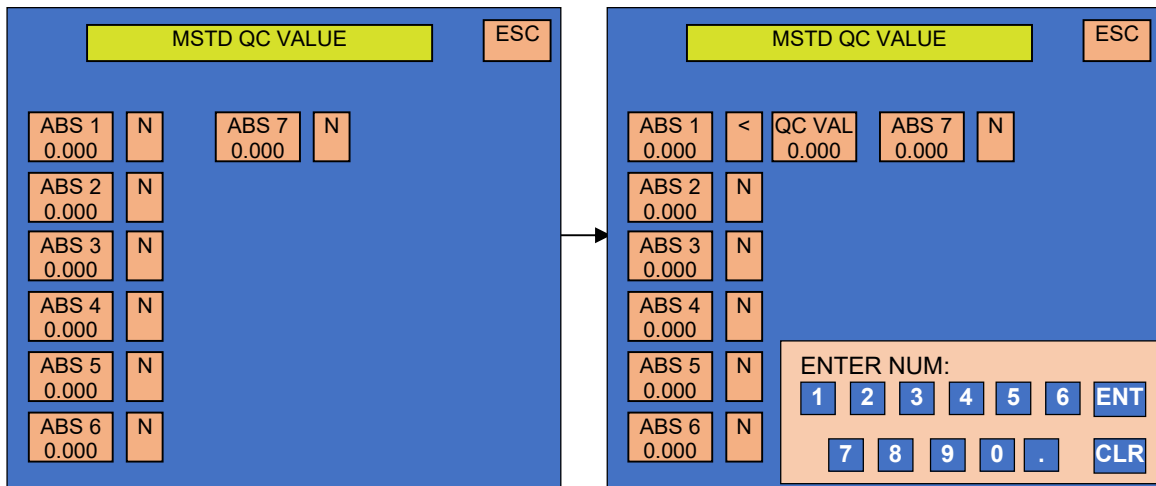 MSTD QC VALUE
ESC
ABS 1 N ABS 7 N
0.000 0.000
ABS 2 N
0.000
ABS 3 N
0.000
ABS 4 N
0.000
ABS 5 N
0.000
ABS 6 N
0.000
MSTD QC VALUE
ESC
ABS 1 < QC VAL ABS 7 N
0.000 0.000 0.000
ABS 2 N
0.000
ABS 3 N
0.000
ABS 4 N
0.000
ABS 5 N
0.000
ABS 6 N
0.000
ENTER NUM:
1 2 3 4 5 6 ENT
7 8 9 0 . CLR